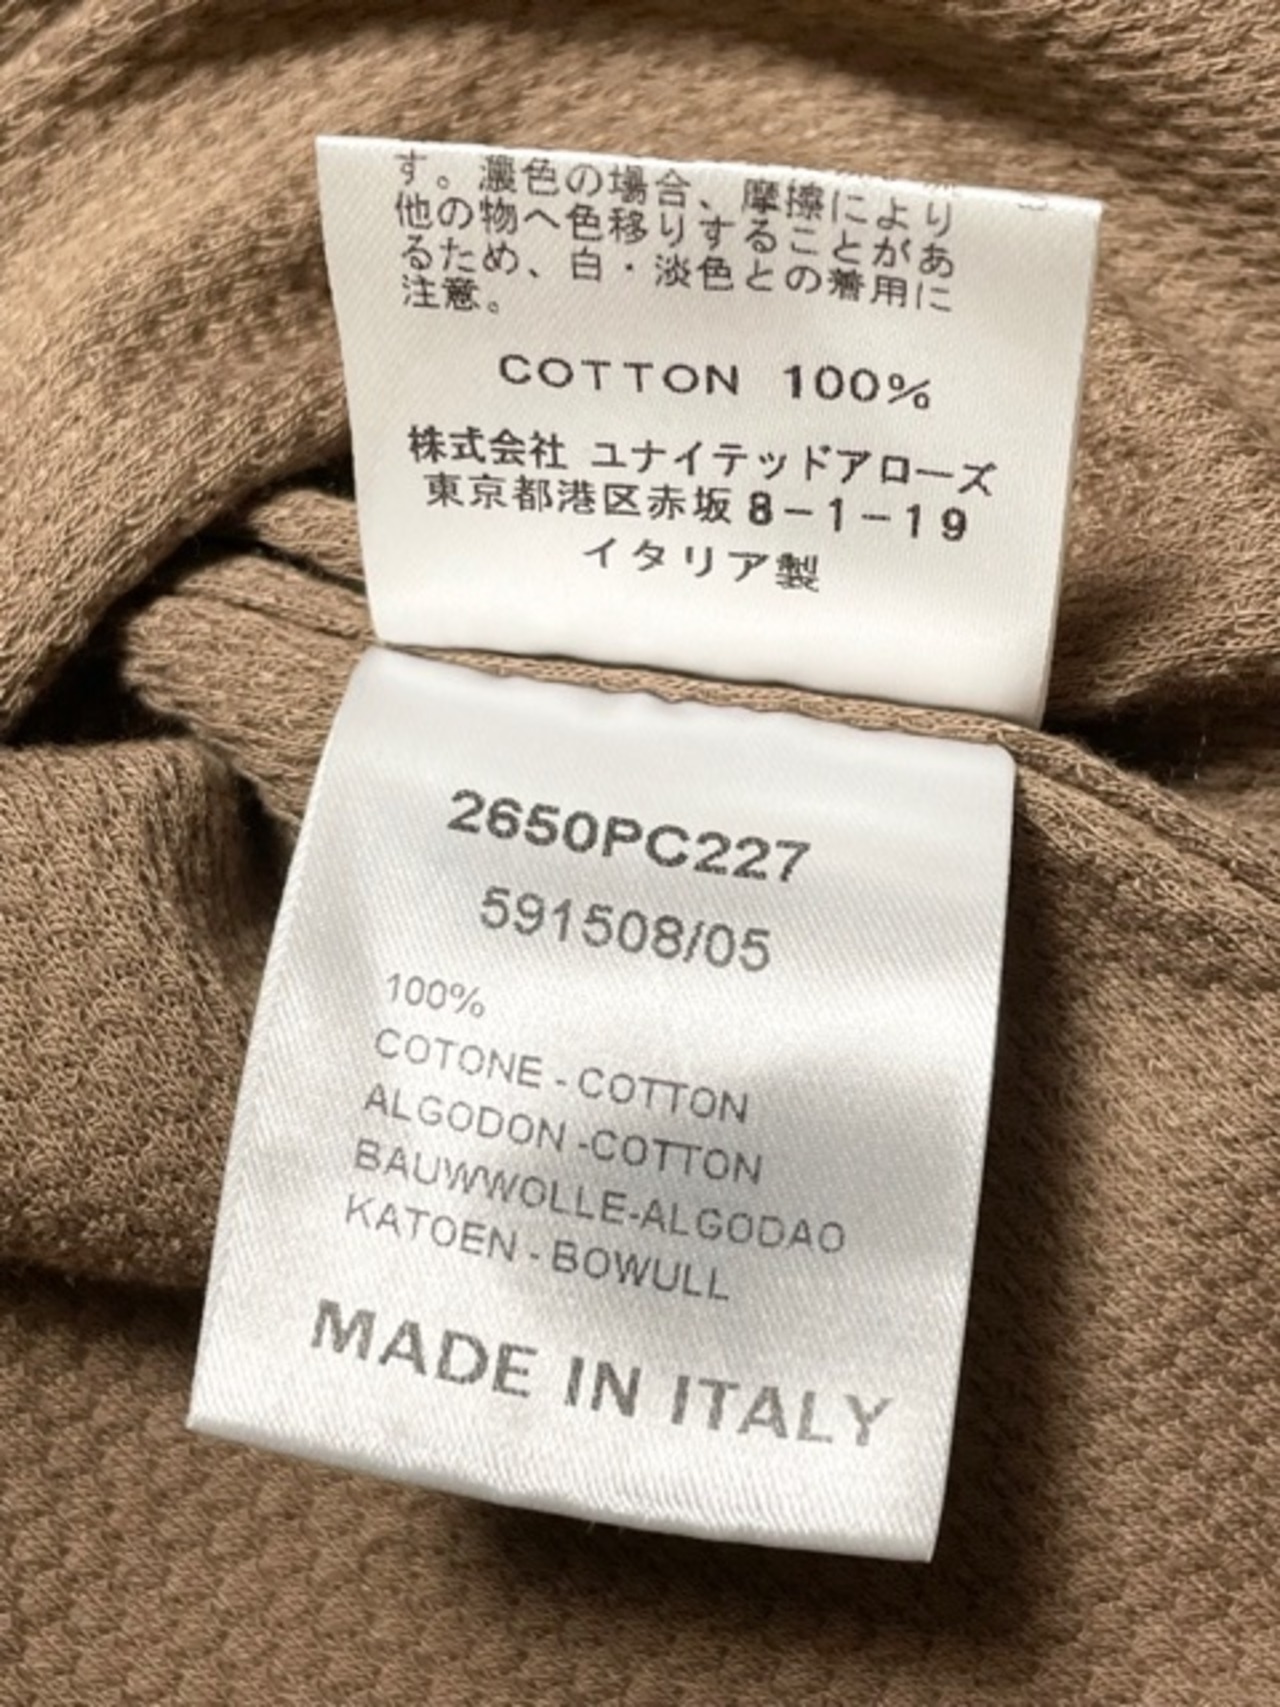 す。濃色の場合、摩擦により
他の物へ色移りすることがあ
るため、白・淡色との着用に
注意。
COTTON 100%
株式会社 ユナイテッドアローズ
東京都港区赤坂8-1-19
イタリア製
2650PC227
591508/05
100%
COTONE - COTTON
ALGODON -COTTON
BAUWWOLLE-ALGODAO
KATOEN - BOWULL
MADE IN ITALY